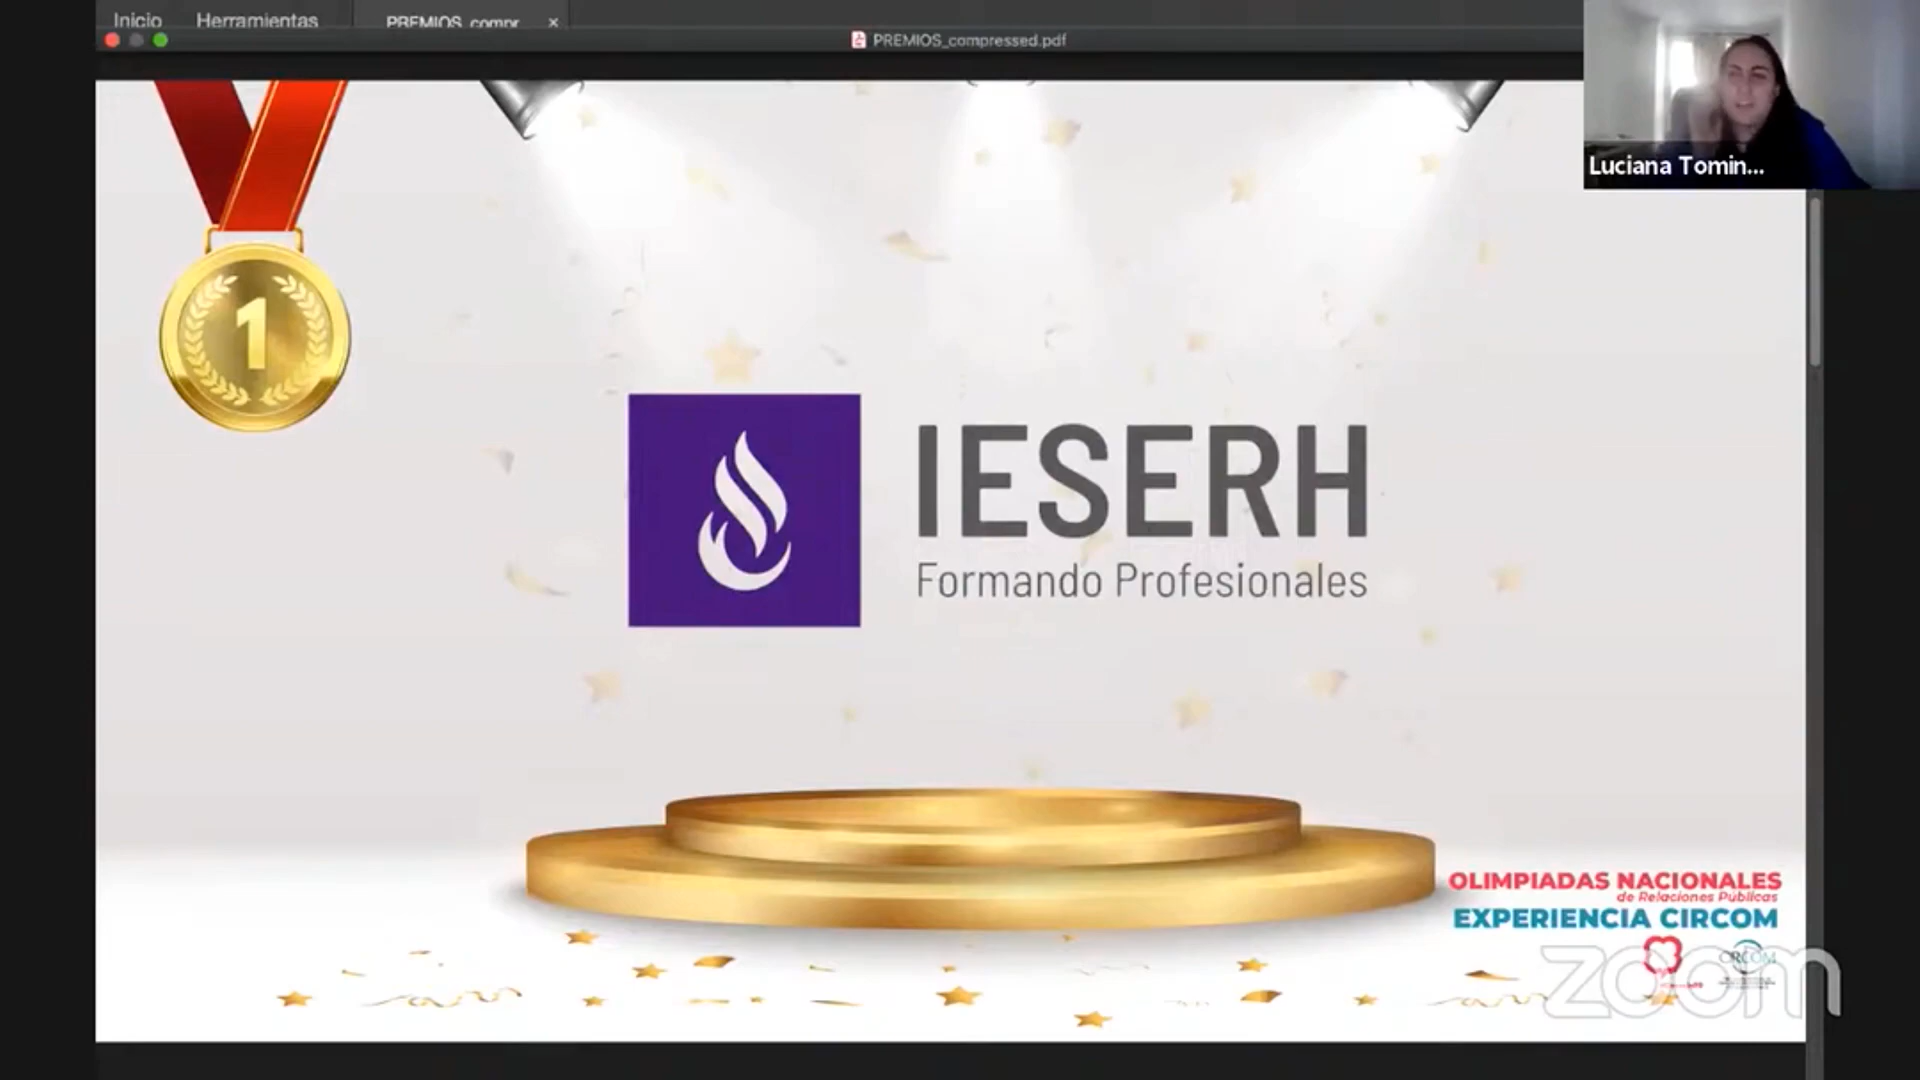 Inicio Herramientas PREMIOS_compr... ×
PREMIOS_compressed.pdf
Luciana Tomin...
1
IESERH
Formando Profesionales
OLIMPIADAS NACIONALES
de Relaciones Públicas
EXPERIENCIA CIRCOM
CIRCOM
zoom